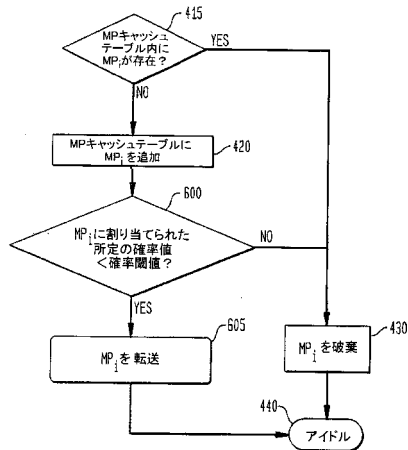 415
MPキャッシュ
テーブル内に
MPiが存在?
YES
NO
MPキャッシュテーブルに
MPiを追加
420
600
MPiに割り当てられた
所定の確率値
<確率閾値?
NO
YES
605
MPiを転送
430
MPiを破棄
440
アイドル